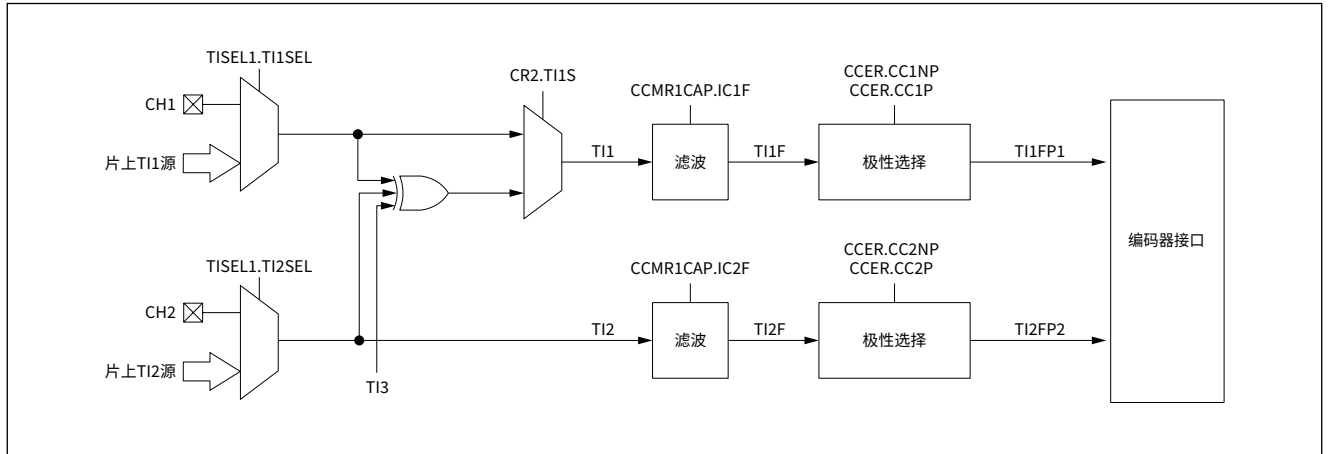 TISEL1.TI1SEL
CH1
片上TI1源
CR2.TI1S
TI1
CCMR1CAP.IC1F
滤波
TI1F
CCER.CC1NP
CCER.CC1P
极性选择
TI1FP1
编码器接口
TISEL1.TI2SEL
CH2
片上TI2源
TI3
TI2
CCMR1CAP.IC2F
滤波
TI2F
CCER.CC2NP
CCER.CC2P
极性选择
TI2FP2